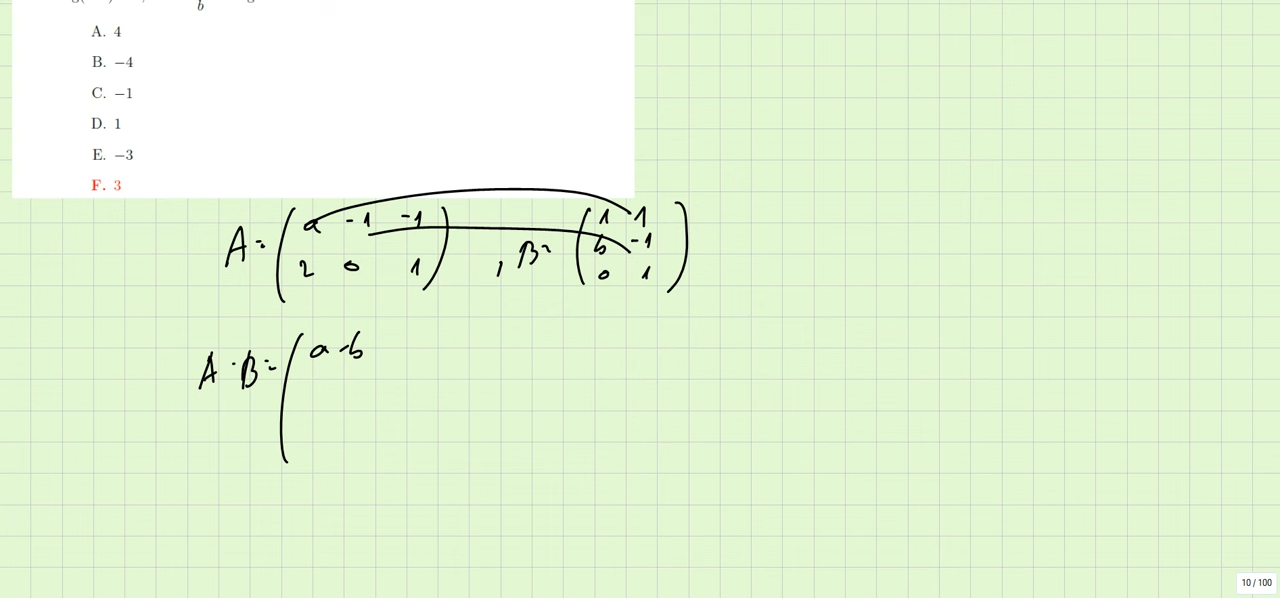 b
A. 4
B. −4
C. −1
D. 1
E. −3
F. 3
A = ( a -1 -1
2 0 1 ) , B = ( 1 1
b -1
0 1 )
A · B = ( a-b
10 / 100